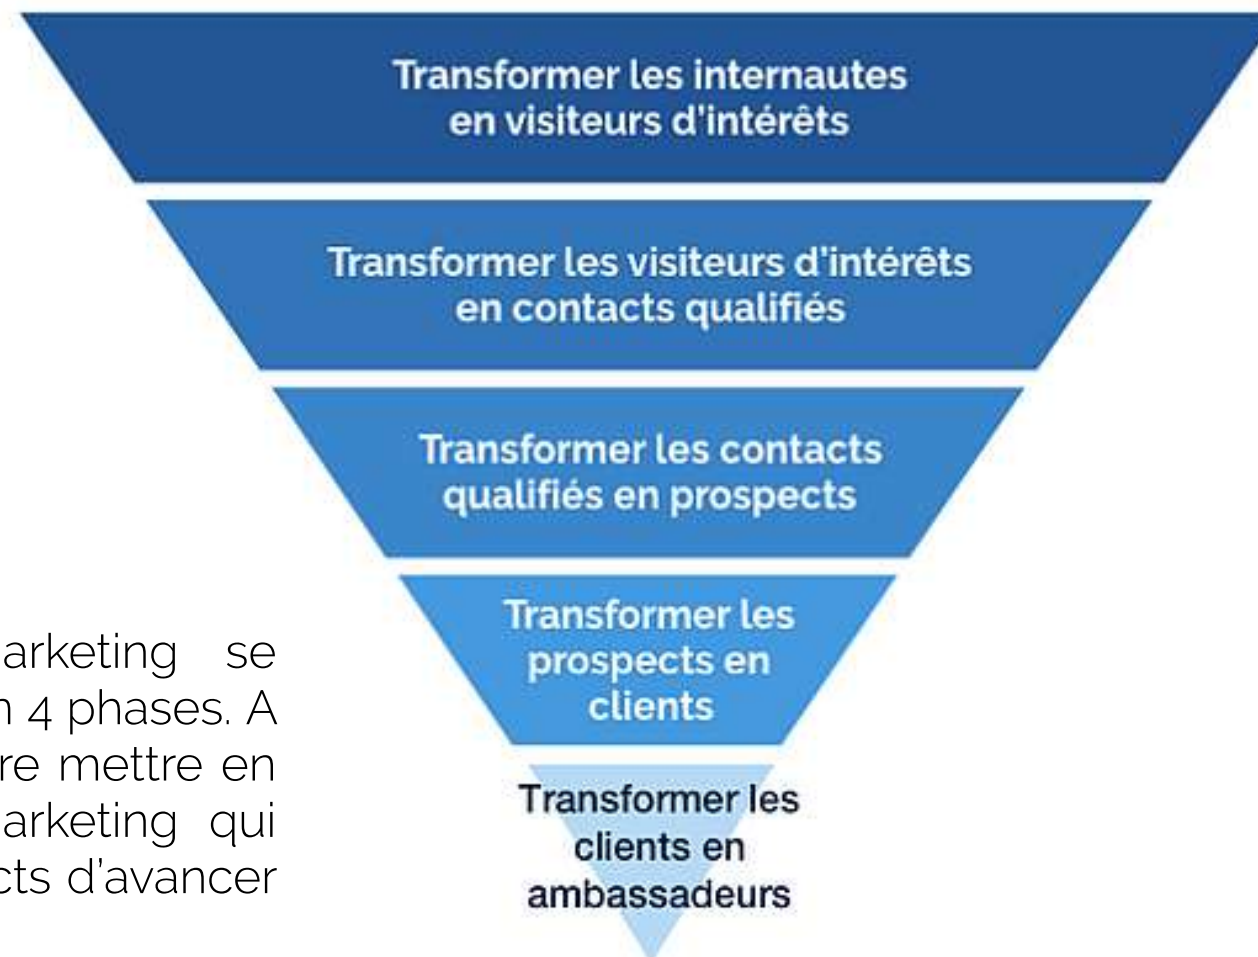 Transformer les internautes
en visiteurs d'intérêts
Transformer les visiteurs d'intérêts
en contacts qualifiés
Transformer les contacts
qualifiés en prospects
Transformer les
prospects en
clients
Transformer les
clients en
ambassadeurs
arketing se
n 4 phases. A
re mettre en
arketing qui
cts d'avancer